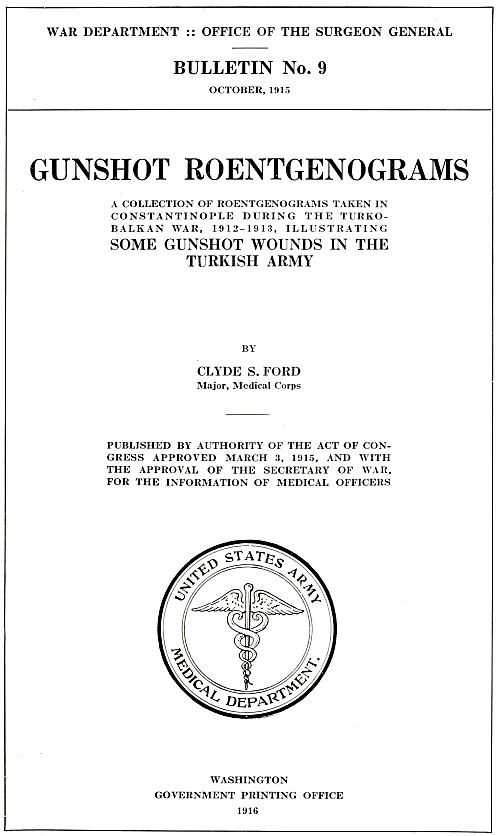 WAR DEPARTMENT :: OFFICE OF THE SURGEON GENERAL
BULLETIN No. 9
OCTOBER, 1915
GUNSHOT ROENTGENOGRAMS
A COLLECTION OF ROENTGENOGRAMS TAKEN IN
CONSTANTINOPLE DURING THE TURKO-
BALKAN WAR, 1912-1913, ILLUSTRATING
SOME GUNSHOT WOUNDS IN THE
TURKISH ARMY
BY
CLYDE S. FORD
Major, Medical Corps
PUBLISHED BY AUTHORITY OF THE ACT OF CON-
GRESS APPROVED MARCH 3, 1915, AND WITH
THE APPROVAL OF THE SECRETARY OF WAR,
FOR THE INFORMATION OF MEDICAL OFFICERS
UNITED STATES ARMY
MEDICAL DEPARTMENT.
WASHINGTON
GOVERNMENT PRINTING OFFICE
1916